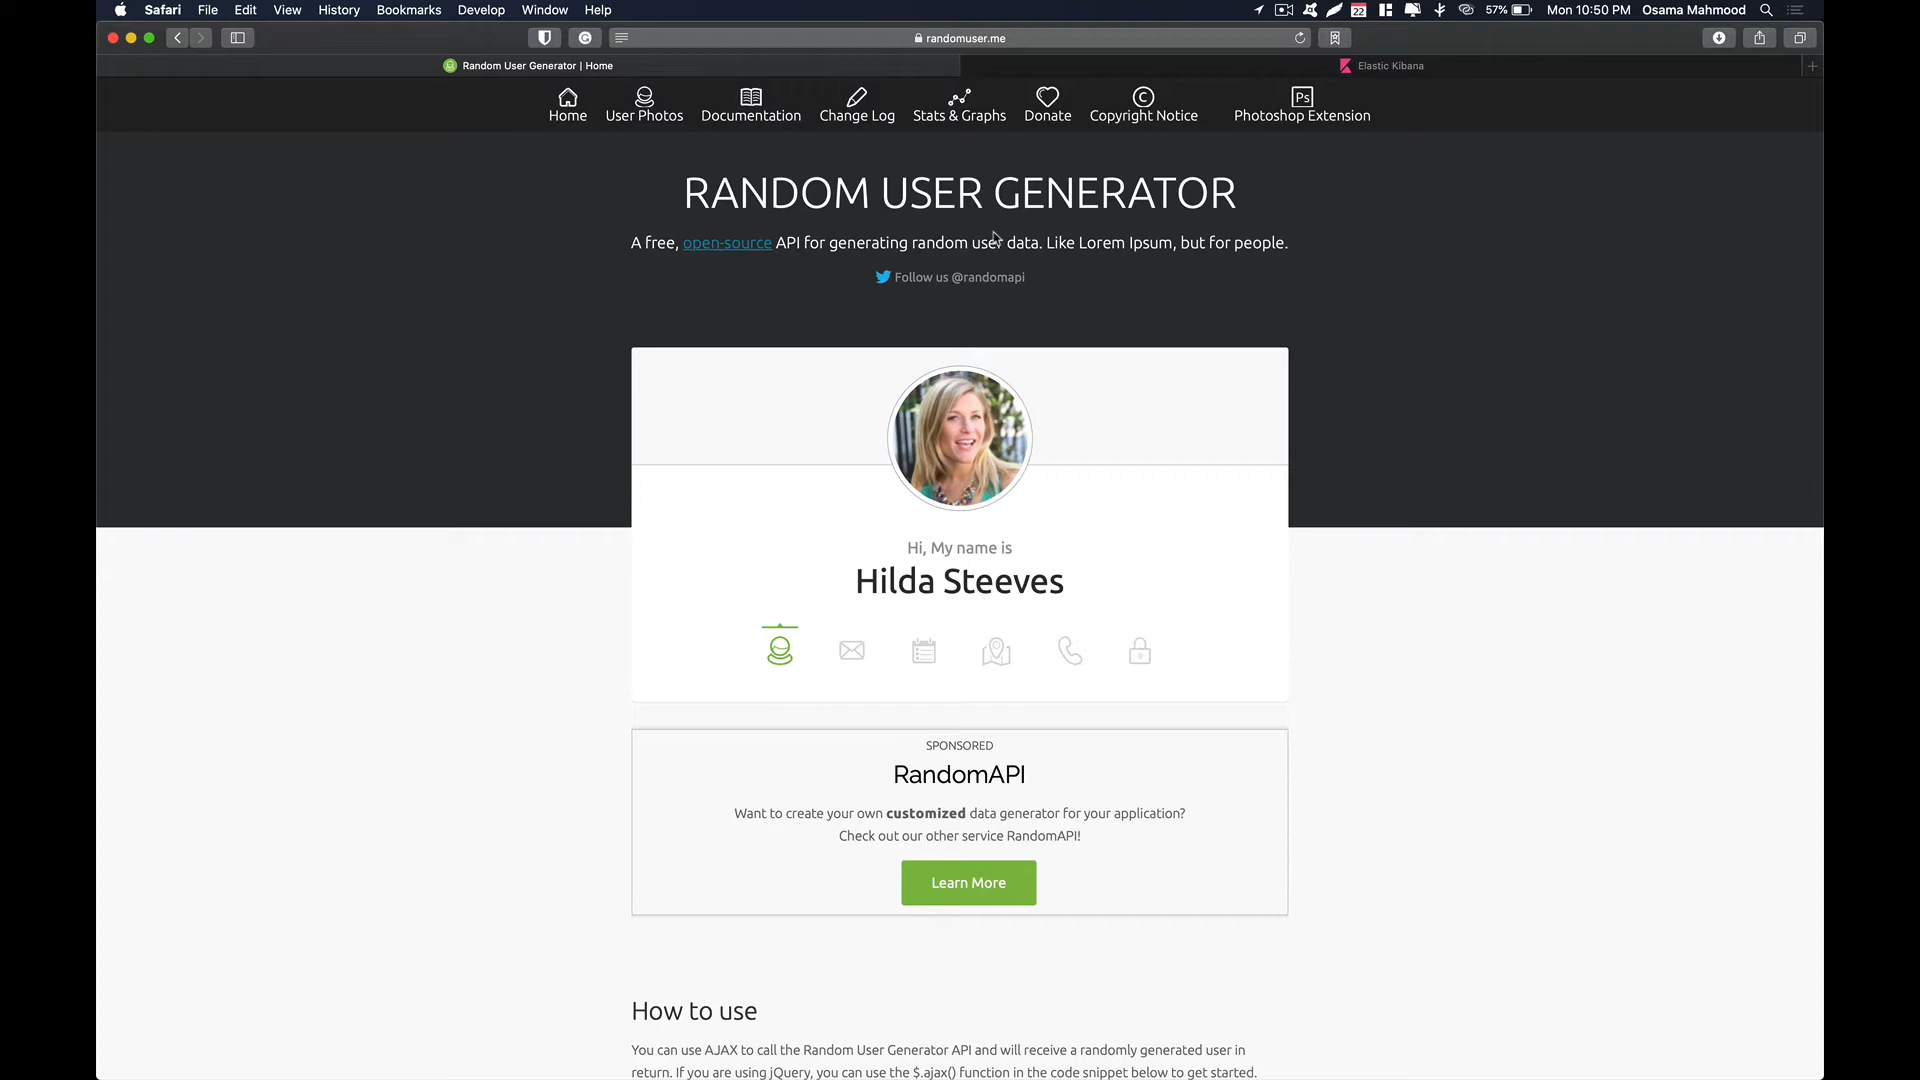 Safari File Edit View History Bookmarks Develop Window Help 22 57% Mon 10:50 PM Osama Mahmood
randomuser.me
Random User Generator | Home Elastic Kibana
Home User Photos Documentation Change Log Stats & Graphs Donate Copyright Notice Ps Photoshop Extension
RANDOM USER GENERATOR
A free, open-source API for generating random user data. Like Lorem Ipsum, but for people.
Follow us @randomapi
Hi, My name is
Hilda Steeves
SPONSORED
RandomAPI
Want to create your own customized data generator for your application?
Check out our other service RandomAPI!
Learn More
How to use
You can use AJAX to call the Random User Generator API and will receive a randomly generated user in
return. If you are using jQuery, you can use the $.ajax() function in the code snippet below to get started.